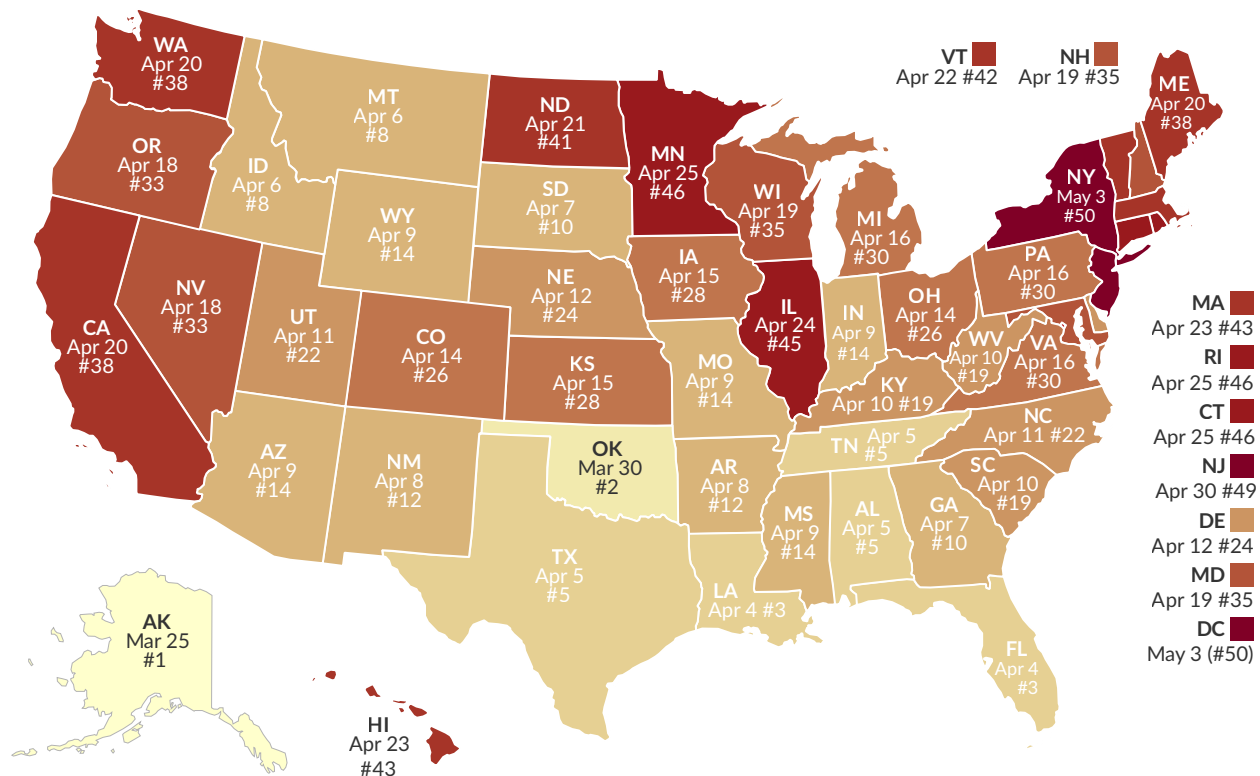 WA
Apr 20
#38
OR
Apr 18
#33
CA
Apr 20
#38
NV
Apr 18
#33
ID
Apr 6
#8
MT
Apr 6
#8
WY
Apr 9
#14
UT
Apr 11
#22
CO
Apr 14
#26
AZ
Apr 9
#14
NM
Apr 8
#12
ND
Apr 21
#41
SD
Apr 7
#10
NE
Apr 12
#24
KS
Apr 15
#28
OK
Mar 30
#2
TX
Apr 5
#5
MN
Apr 25
#46
IA
Apr 15
#28
MO
Apr 9
#14
AR
Apr 8
#12
LA
Apr 4 #3
WI
Apr 19
#35
IL
Apr 24
#45
MI
Apr 16
#30
IN
Apr 9
#14
OH
Apr 14
#26
KY
Apr 10 #19
TN Apr 5
#5
MS
Apr 9
#14
AL
Apr 5
#5
GA
Apr 7
#10
FL
Apr 4
#3
SC
Apr 10
#19
NC
Apr 11 #22
VA
Apr 16
#30
WV
Apr 10
#19
PA
Apr 16
#30
NY
May 3
#50
ME
Apr 20
#38
VT
Apr 22 #42
NH
Apr 19 #35
MA
Apr 23 #43
RI
Apr 25 #46
CT
Apr 25 #46
NJ
Apr 30 #49
DE
Apr 12 #24
MD
Apr 19 #35
DC
May 3 (#50)
AK
Mar 25
#1
HI
Apr 23
#43